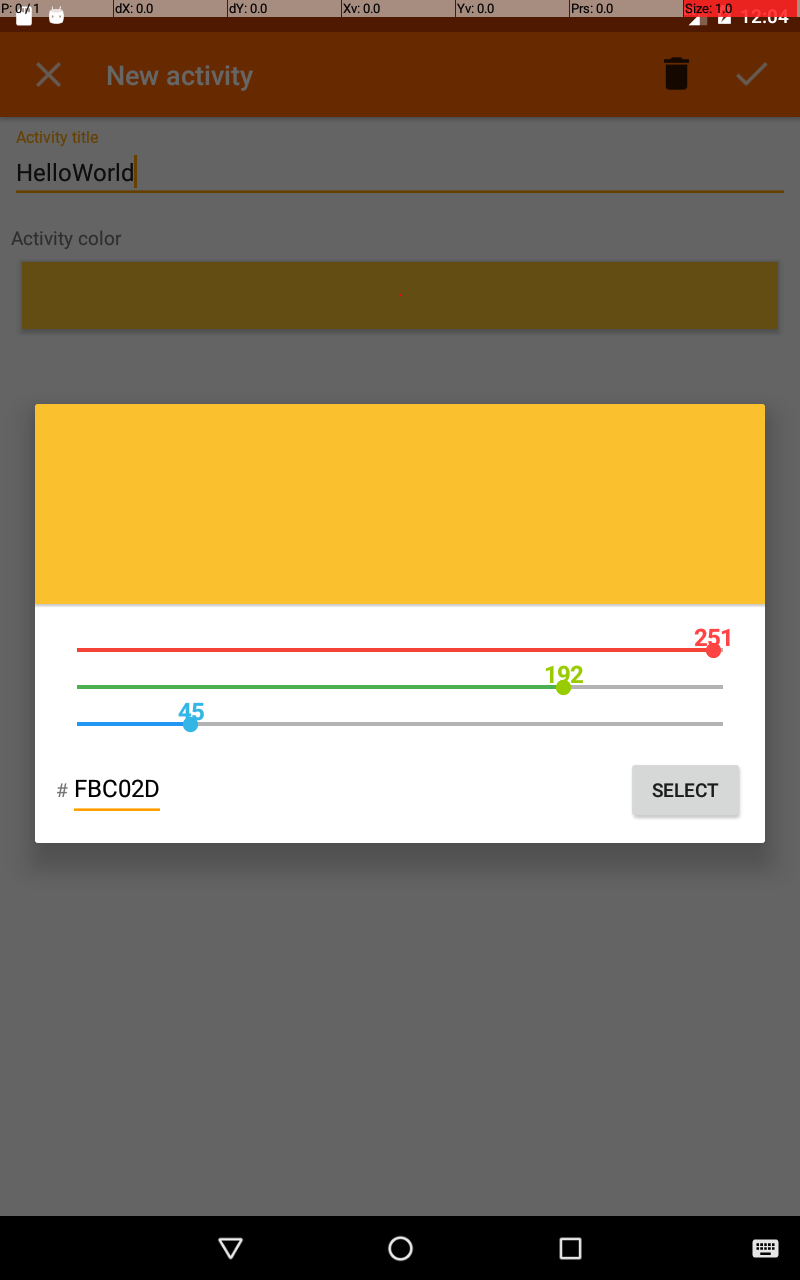 P: 0 / 1 dX: 0.0 dY: 0.0 Xv: 0.0 Yv: 0.0 Prs: 0.0 Size: 1.0
12:04
New activity
Activity title
HelloWorld
Activity color
251
192
45
# FBC02D
SELECT